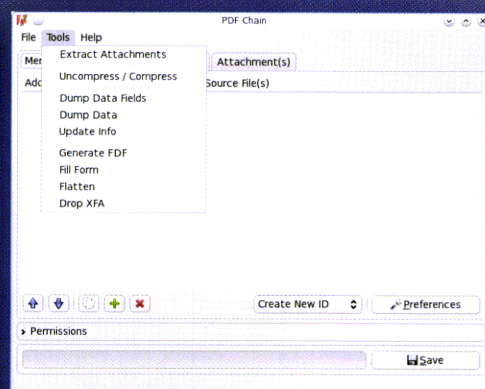 PDF Chain
File Tools Help
Extract Attachments
Attachment(s)
Uncompress / Compress
Source File(s)
Dump Data Fields
Dump Data
Update Info
Generate FDF
Fill Form
Flatten
Drop XFA
Create New ID
Preferences
Permissions
Save